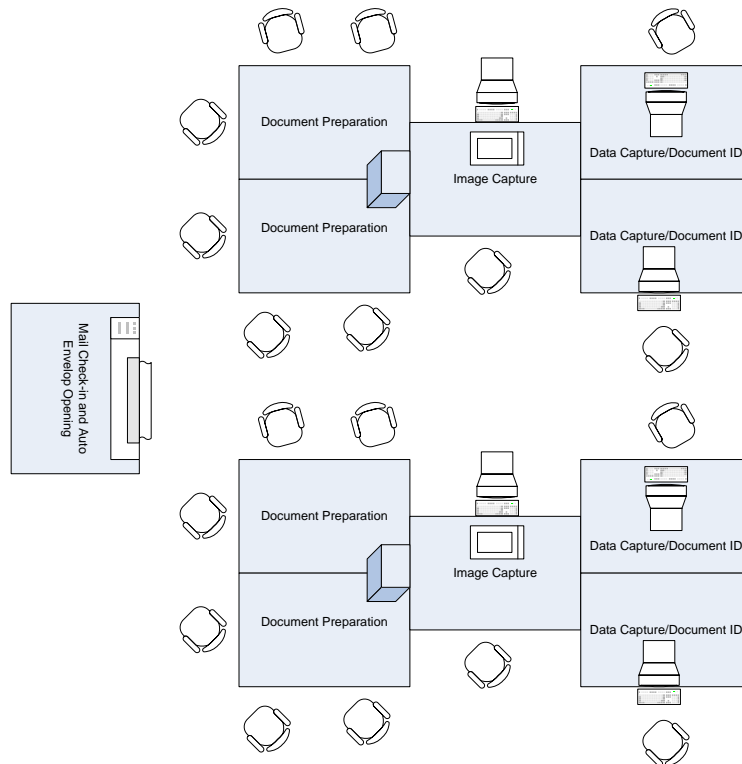 Document Preparation
Image Capture
Data Capture/Document ID
Document Preparation
Data Capture/Document ID
Mail Check-in and Auto
Envelop Opening
Document Preparation
Image Capture
Data Capture/Document ID
Document Preparation
Data Capture/Document ID